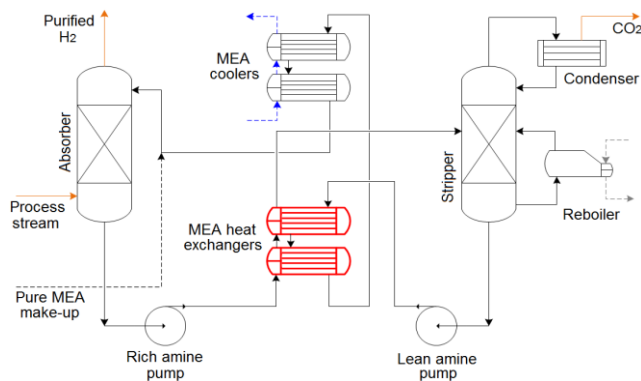 Purified
H2
CO2
MEA
coolers
Condenser
Absorber
Stripper
Process
stream
MEA heat
exchangers
Reboiler
Pure MEA
make-up
Rich amine
pump
Lean amine
pump